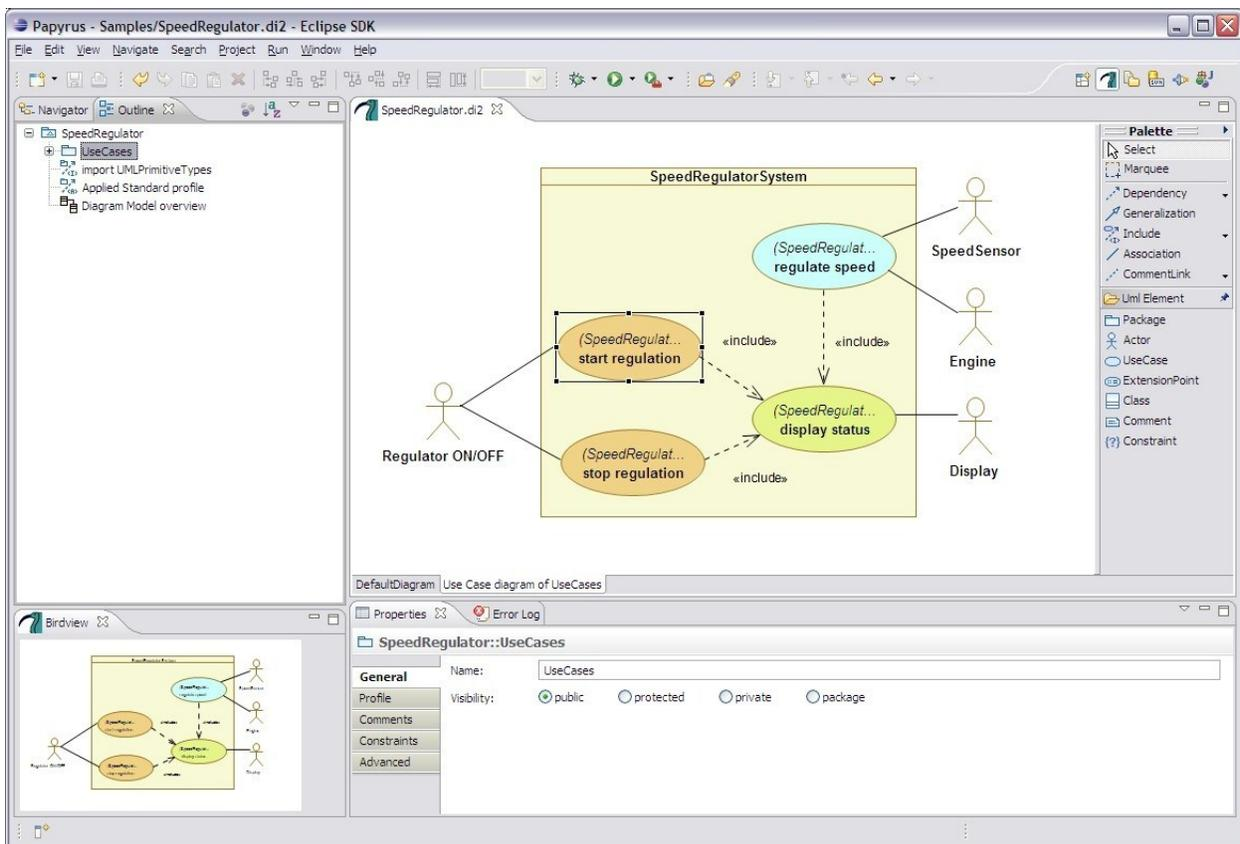 Papyrus - Samples/SpeedRegulator.di2 - Eclipse SDK
File Edit View Navigate Search Project Run Window Help
Navigator Outline
SpeedRegulator
UseCases
import UMLPrimitiveTypes
Applied Standard profile
Diagram Model overview
SpeedRegulator.di2
SpeedRegulatorSystem
SpeedSensor
(SpeedRegulat...
regulate speed
Engine
(SpeedRegulat...
start regulation
«include»
«include»
Regulator ON/OFF
(SpeedRegulat...
display status
Display
(SpeedRegulat...
stop regulation
«include»
Palette
Select
Marquee
Dependency
Generalization
Include
Association
CommentLink
Uml Element
Package
Actor
UseCase
ExtensionPoint
Class
Comment
Constraint
DefaultDiagram Use Case diagram of UseCases
Birdview
Properties Error Log
SpeedRegulator::UseCases
General
Profile
Comments
Constraints
Advanced
Name: UseCases
Visibility: public protected private package